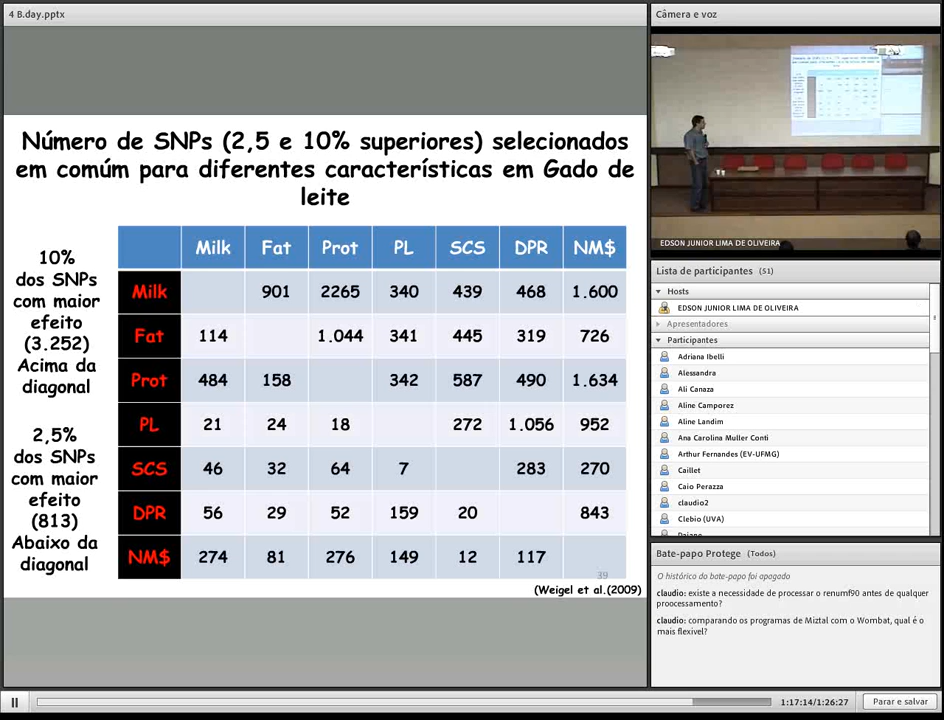 4 B.day.pptx
Número de SNPs (2,5 e 10% superiores) selecionados
em comúm para diferentes características em Gado de
leite
10%
dos SNPs
com maior
efeito
(3.252)
Acima da
diagonal
2,5%
dos SNPs
com maior
efeito
(813)
Abaixo da
diagonal
Milk Fat Prot PL SCS DPR NM$
Milk 901 2265 340 439 468 1.600
Fat 114 1.044 341 445 319 726
Prot 484 158 342 587 490 1.634
PL 21 24 18 272 1.056 952
SCS 46 32 64 7 283 270
DPR 56 29 52 159 20 843
NM$ 274 81 276 149 12 117
39
(Weigel et al.(2009)
Câmera e voz
EDSON JUNIOR LIMA DE OLIVEIRA
Lista de participantes (51)
Hosts
EDSON JUNIOR LIMA DE OLIVEIRA
Apresentadores
Participantes
Adriana Ibelli
Alessandra
Ali Canaza
Aline Camporez
Aline Landim
Ana Carolina Muller Conti
Arthur Fernandes (EV-UFMG)
Caillet
Caio Perazza
claudio2
Clebio (UVA)
Bate-papo Protege (Todos)
O histórico do bate-papo foi apagado
claudio: existe a necessidade de processar o renumf90 antes de qualquer
proocessamento?
claudio: comparando os programas de Miztal com o Wombat, qual é o
mais flexivel?
1:17:14/1:26:27
Parar e salvar